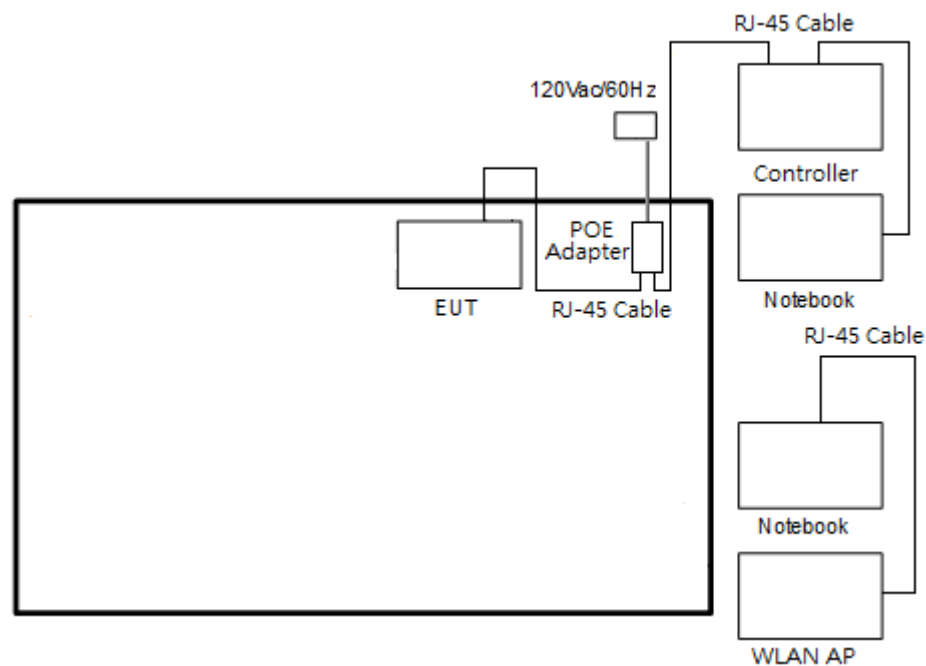 RJ-45 Cable
120Vac/60Hz
Controller
POE
Adapter
EUT
RJ-45 Cable
Notebook
RJ-45 Cable
Notebook
WLAN AP